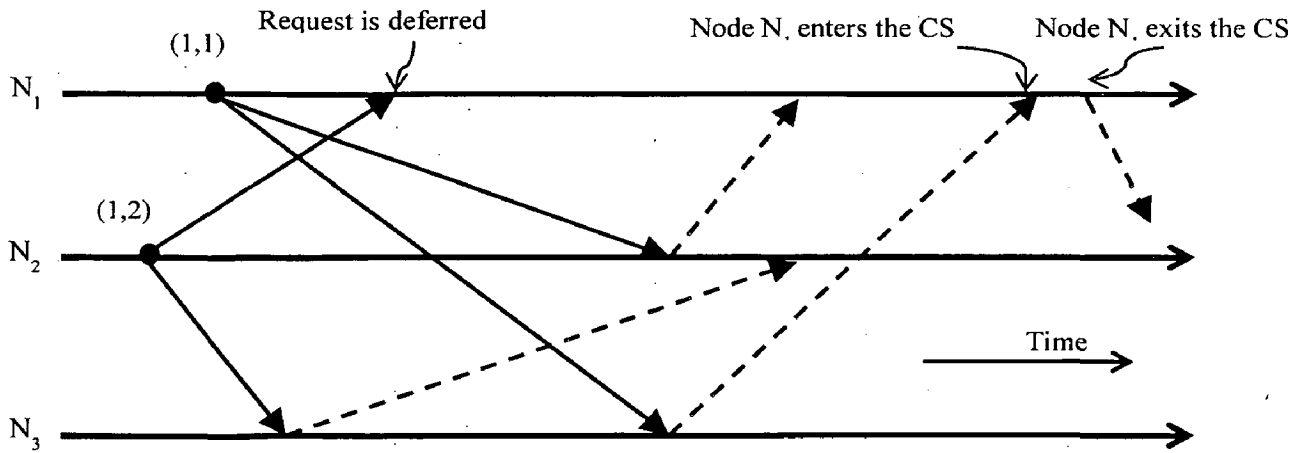 Request is deferred
Node N. enters the CS
Node N. exits the CS
(1,1)
N1
(1,2)
N2
Time
N3